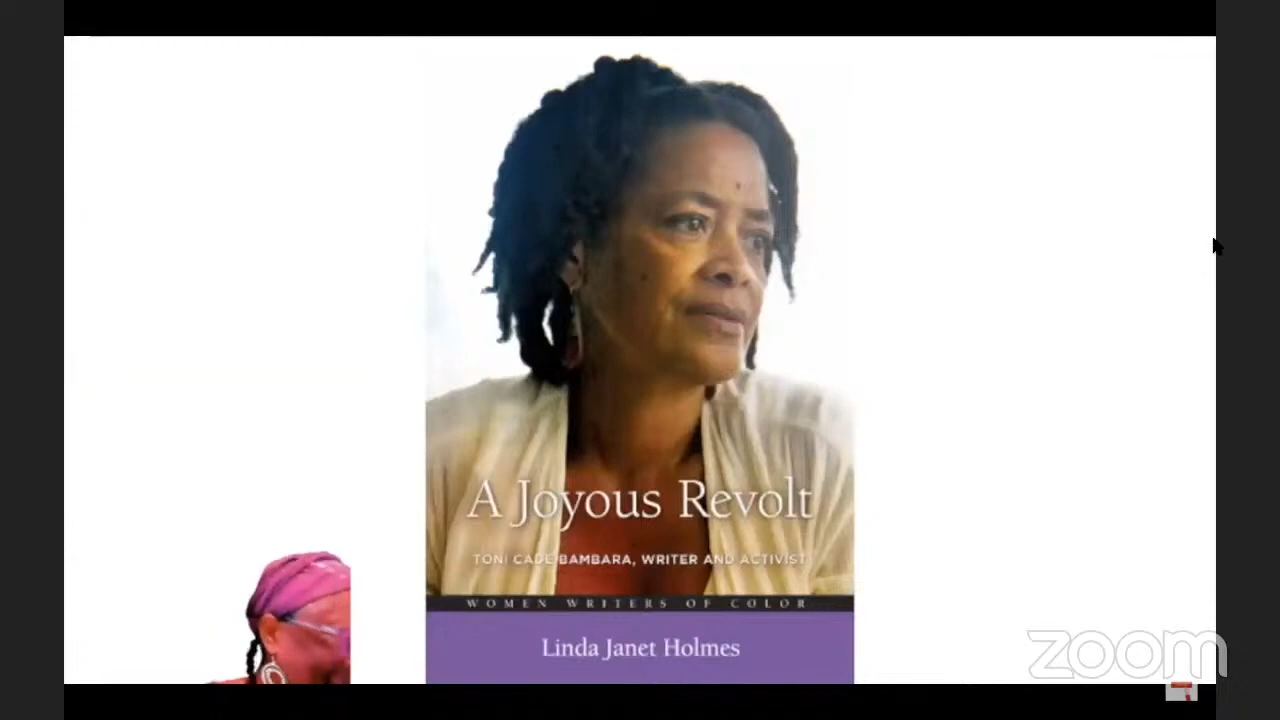 A Joyous Revolt
TONI CADE BAMBARA, WRITER AND ACTIVIST
WOMEN WRITERS OF COLOR
Linda Janet Holmes
zoom